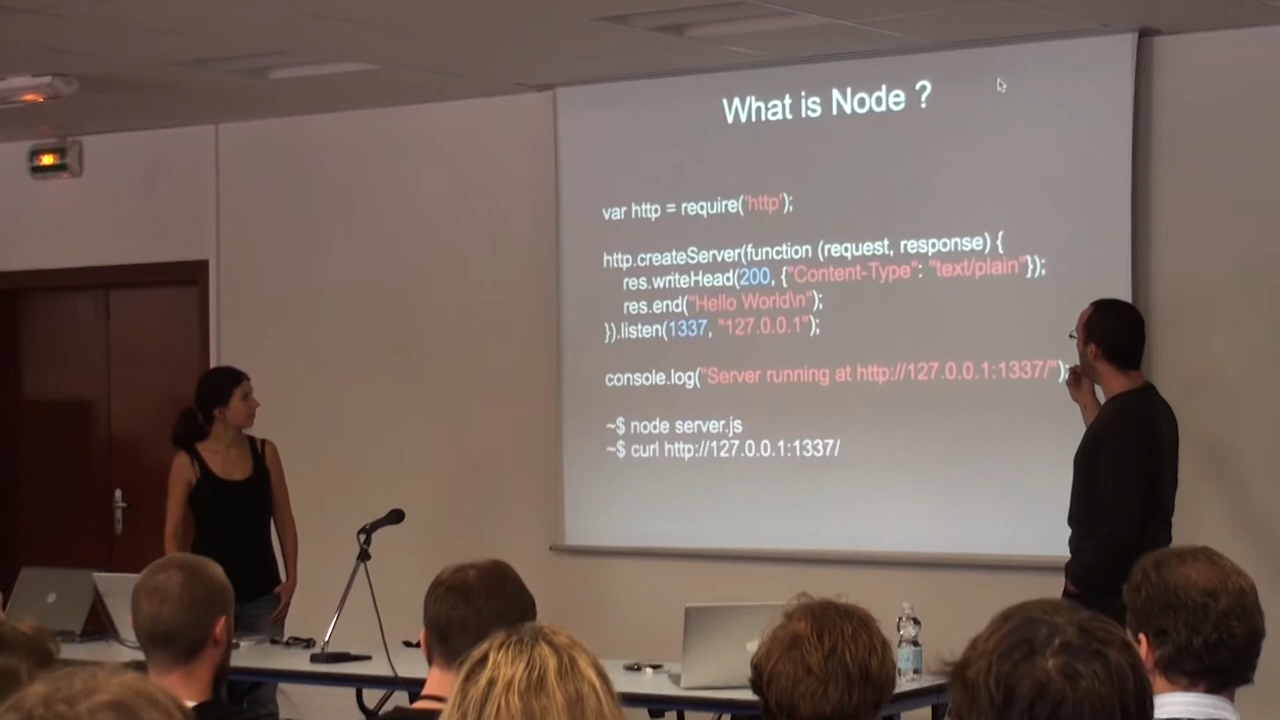 What is Node ?
var http = require('http');
http.createServer(function (request, response) {
res.writeHead(200, {"Content-Type": "text/plain"});
res.end("Hello World\n");
}).listen(1337, "127.0.0.1");
console.log("Server running at http://127.0.0.1:1337/");
~$ node server.js
~$ curl http://127.0.0.1:1337/